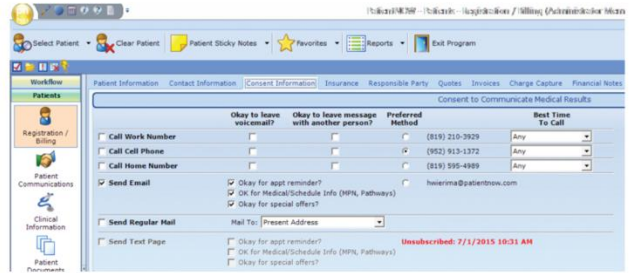 PatientNOW - Patients - Registration / Billing (Administrator Menu
Select Patient Clear Patient Patient Sticky Notes Favorites Reports Exit Program
Workflow
Patients
Registration / Billing
Patient Communications
Clinical Information
Patient Documents
Patient Information Contact Information Consent Information Insurance Responsible Party Quotes Invoices Charge Capture Financial Notes
Consent to Communicate Medical Results
Okay to leave voicemail? Okay to leave message with another person? Preferred Method Best Time To Call
Call Work Number (819) 210-3929 Any
Call Cell Phone (952) 913-1372 Any
Call Home Number (819) 595-4989 Any
Send Email Okay for appt reminder? hwierima@patientnow.com
OK for Medical/Schedule Info (MPN, Pathways)
Okay for special offers?
Send Regular Mail Mail To: Present Address
Send Text Page Okay for appt reminder? Unsubscribed: 7/1/2015 10:31 AM
OK for Medical/Schedule Info (MPN, Pathways)
Okay for special offers?